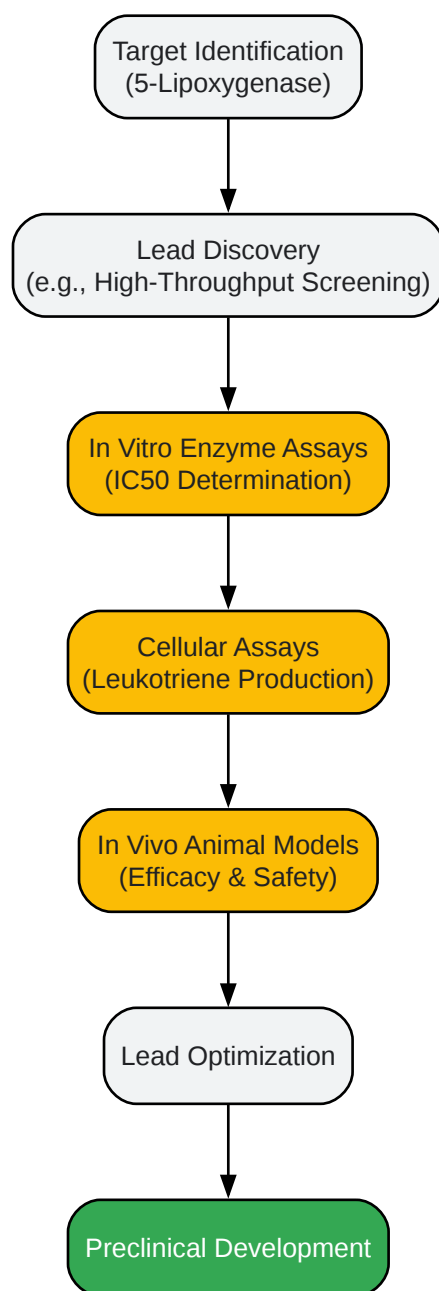 Target Identification
(5-Lipoxygenase)
Lead Discovery
(e.g., High-Throughput Screening)
In Vitro Enzyme Assays
(IC50 Determination)
Cellular Assays
(Leukotriene Production)
In Vivo Animal Models
(Efficacy & Safety)
Lead Optimization
Preclinical Development